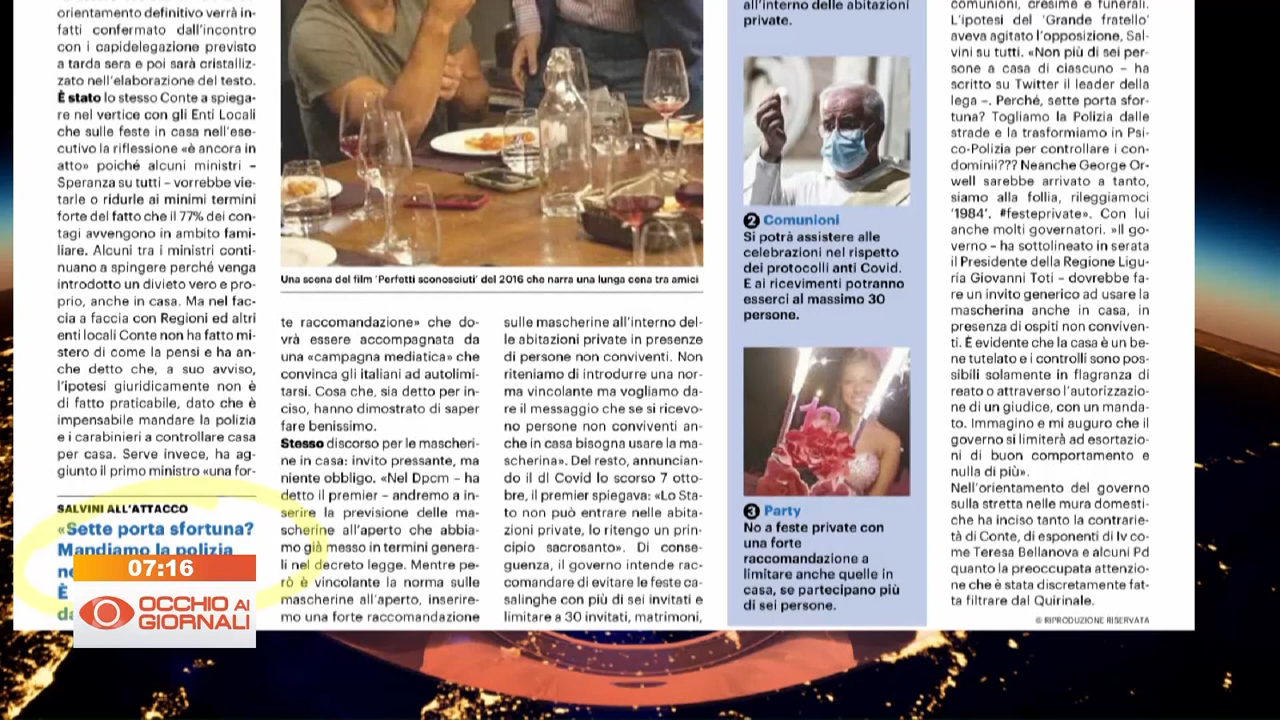 orientamento definitivo verrà in-
fatti confermato dall'incontro
con i capidelegazione previsto
a tarda sera e poi sarà cristalliz-
zato nell'elaborazione del testo.
È stato lo stesso Conte a spiega-
re nel vertice con gli Enti Locali
che sulle feste in casa nell'ese-
cutivo la riflessione «è ancora in
atto» poiché alcuni ministri –
Speranza su tutti – vorrebbe vie-
tarle o ridurle ai minimi termini
forte del fatto che il 77% dei con-
tagi avvengono in ambito fami-
liare. Alcuni tra i ministri conti-
nuano a spingere perché venga
introdotto un divieto vero e pro-
prio, anche in casa. Ma nel fac-
cia a faccia con Regioni ed altri
enti locali Conte non ha fatto mi-
stero di come la pensi e ha an-
che detto che, a suo avviso,
l'ipotesi giuridicamente non è
di fatto praticabile, dato che è
impensabile mandare la polizia
e i carabinieri a controllare casa
per casa. Serve invece, ha ag-
giunto il primo ministro «una for-
SALVINI ALL'ATTACCO
«Sette porta sfortuna?
Mandiamo la polizia
07:16
È
OCCHIO AI
GIORNALI
Una scena del film 'Perfetti sconosciuti' del 2016 che narra una lunga cena tra amici
te raccomandazione» che do-
vrà essere accompagnata da
una «campagna mediatica» che
convinca gli italiani ad autolimi-
tarsi. Cosa che, sia detto per in-
ciso, hanno dimostrato di saper
fare benissimo.
Stesso discorso per le mascheri-
ne in casa: invito pressante, ma
niente obbligo. «Nel Dpcm – ha
detto il premier – andremo a in-
serire la previsione delle ma-
scherine all'aperto che abbia-
mo già messo in termini genera-
li nel decreto legge. Mentre pe-
rò è vincolante la norma sulle
mascherine all'aperto, inserire-
mo una forte raccomandazione
sulle mascherine all'interno del-
le abitazioni private in presenze
di persone non conviventi. Non
riteniamo di introdurre una nor-
ma vincolante ma vogliamo da-
re il messaggio che se si ricevo-
no persone non conviventi an-
che in casa bisogna usare la ma-
scherina». Del resto, annuncian-
do il dl Covid lo scorso 7 otto-
bre, il premier spiegava: «Lo Sta-
to non può entrare nelle abita-
zioni private, lo ritengo un prin-
cipio sacrosanto». Di conse-
guenza, il governo intende rac-
comandare di evitare le feste ca-
salinghe con più di sei invitati e
limitare a 30 invitati, matrimoni,
all'interno delle abitazioni
private.
2 Comunioni
Si potrà assistere alle
celebrazioni nel rispetto
dei protocolli anti Covid.
E ai ricevimenti potranno
esserci al massimo 30
persone.
3 Party
No a feste private con
una forte
raccomandazione a
limitare anche quelle in
casa, se partecipano più
di sei persone.
comunioni, cresime e funerali.
L'ipotesi del 'Grande fratello'
aveva agitato l'opposizione, Sal-
vini su tutti. «Non più di sei per-
sone a casa di ciascuno – ha
scritto su Twitter il leader della
lega –. Perché, sette porta sfor-
tuna? Togliamo la Polizia dalle
strade e la trasformiamo in Psi-
co-Polizia per controllare i con-
dominii??? Neanche George Or-
well sarebbe arrivato a tanto,
siamo alla follia, rileggiamoci
'1984'. #festeprivate». Con lui
anche molti governatori. »Il go-
verno – ha sottolineato in serata
il Presidente della Regione Ligu-
ria Giovanni Toti – dovrebbe fa-
re un invito generico ad usare la
mascherina anche in casa, in
presenza di ospiti non conviven-
ti. È evidente che la casa è un be-
ne tutelato e i controlli sono pos-
sibili solamente in flagranza di
reato o attraverso l'autorizzazio-
ne di un giudice, con un manda-
to. Immagino e mi auguro che il
governo si limiterà ad esortazio-
ni di buon comportamento e
nulla di più».
Nell'orientamento del governo
sulla stretta nelle mura domesti-
che ha inciso tanto la contrarie-
tà di Conte, di esponenti di Iv co-
me Teresa Bellanova e alcuni Pd
quanto la preoccupata attenzio-
ne che è stata discretamente fat-
ta filtrare dal Quirinale.
© RIPRODUZIONE RISERVATA